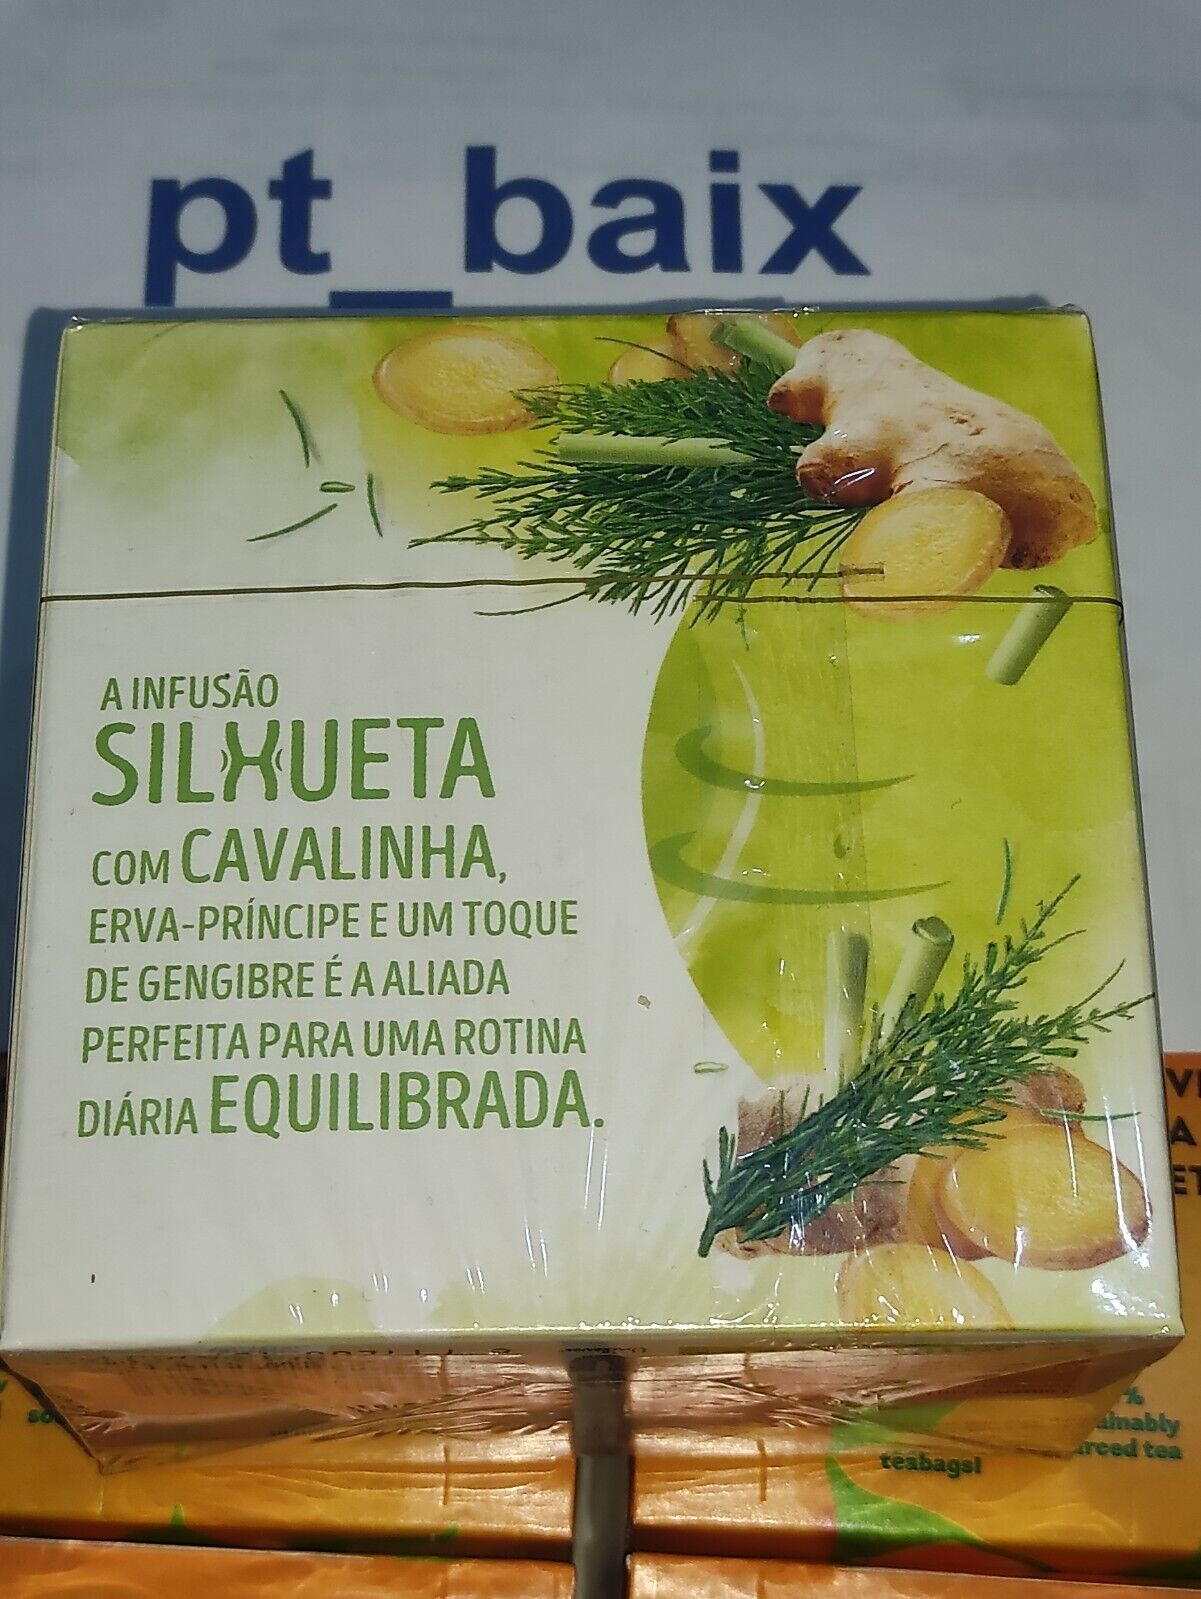 pt_baix
A INFUSÃO
SILHUETA
COM CAVALINHA,
ERVA-PRÍNCIPE E UM TOQUE
DE GENGIBRE É A ALIADA
PERFEITA PARA UMA ROTINA
DIÁRIA EQUILIBRADA.
%
teabags!